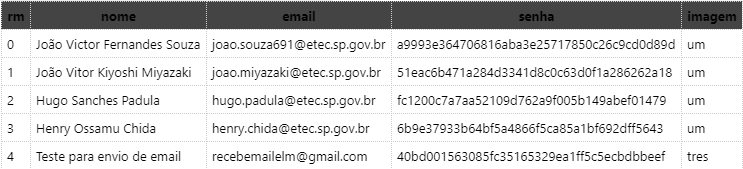 rm nome email senha imagem
0 João Victor Fernandes Souza joao.souza691@etec.sp.gov.br a9993e364706816aba3e25717850c26c9cd0d89d um
1 João Vitor Kiyoshi Miyazaki joao.miyazaki@etec.sp.gov.br 51eac6b471a284d3341d8c0c63d0f1a286262a18 um
2 Hugo Sanches Padula hugo.padula@etec.sp.gov.br fc1200c7a7aa52109d762a9f005b149abef01479 um
3 Henry Ossamu Chida henry.chida@etec.sp.gov.br 6b9e37933b64bf5a4866f5ca85a1bf692dff5643 um
4 Teste para envio de email recebemailelm@gmail.com 40bd001563085fc35165329ea1ff5c5ecbdbbeef tres